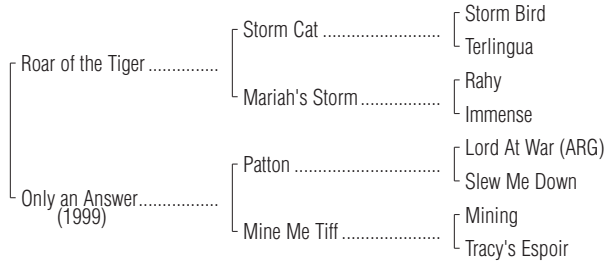 Storm Bird
Storm Cat ........................
Terlingua
Roar of the Tiger ..............
Rahy
Mariah's Storm ................
Immense
Lord At War (ARG)
Patton ..............................
Slew Me Down
Only an Answer ...............
(1999)
Mining
Mine Me Tiff ....................
Tracy's Espoir